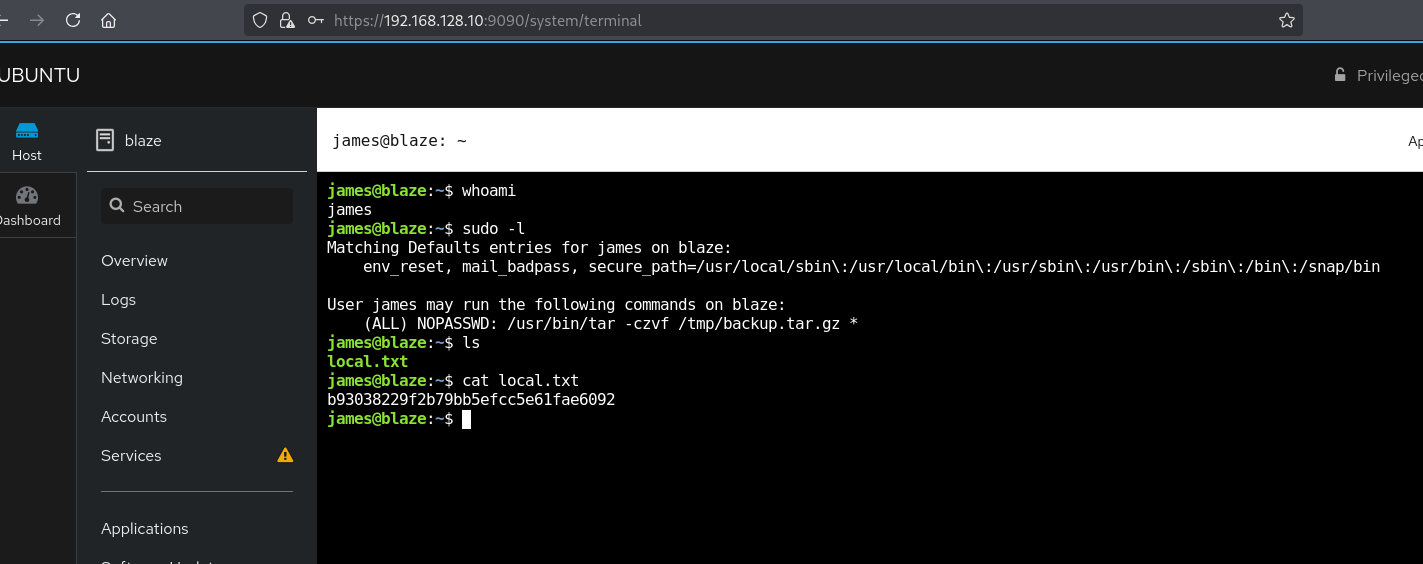 https://192.168.128.10:9090/system/terminal
UBUNTU
Privileged
Host
blaze
james@blaze: ~
Ap
Search
Dashboard
james@blaze:~$ whoami
james
james@blaze:~$ sudo -l
Matching Defaults entries for james on blaze:
    env_reset, mail_badpass, secure_path=/usr/local/sbin\:/usr/local/bin\:/usr/sbin\:/usr/bin\:/sbin\:/bin\:/snap/bin
User james may run the following commands on blaze:
    (ALL) NOPASSWD: /usr/bin/tar -czvf /tmp/backup.tar.gz *
james@blaze:~$ ls
local.txt
james@blaze:~$ cat local.txt
b93038229f2b79bb5efcc5e61fae6092
james@blaze:~$
Overview
Logs
Storage
Networking
Accounts
Services
Applications